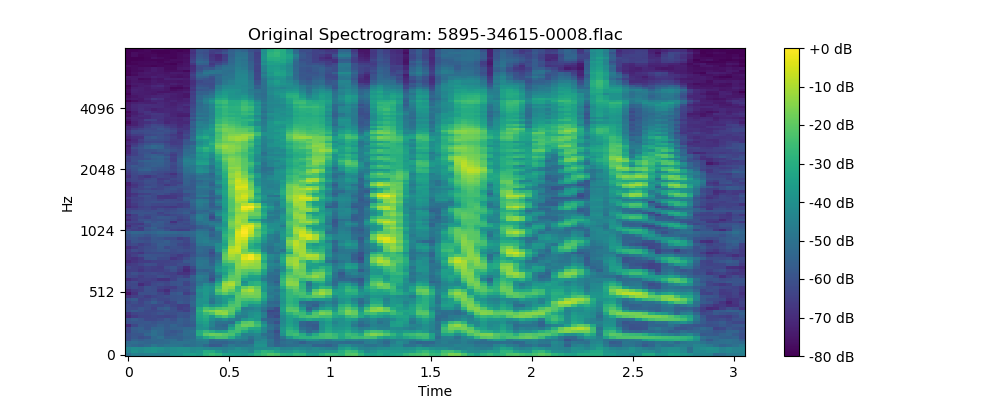 Original Spectrogram: 5895-34615-0008.flac
Hz
4096
2048
1024
512
0
0 0.5 1 1.5 2 2.5 3
Time
+0 dB
-10 dB
-20 dB
-30 dB
-40 dB
-50 dB
-60 dB
-70 dB
-80 dB